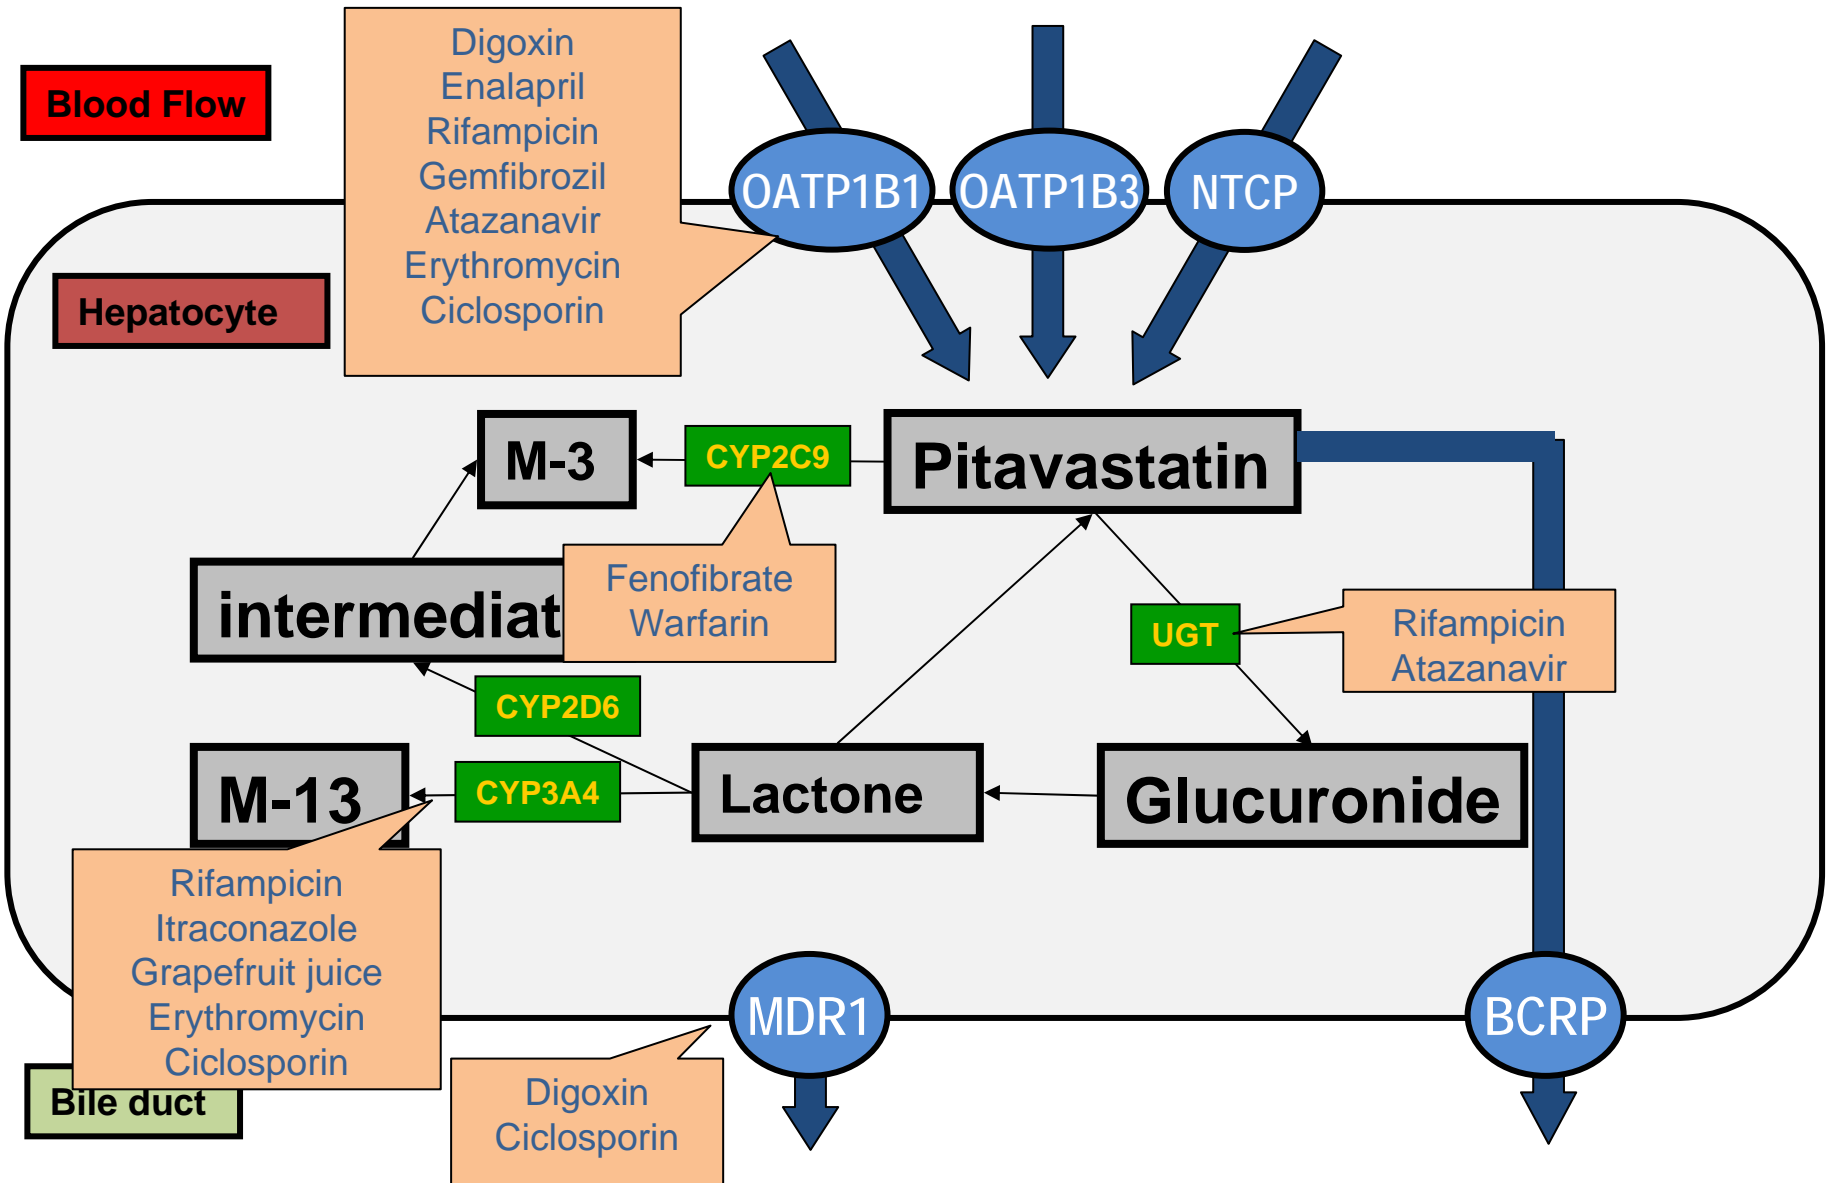 Blood Flow
Digoxin
Enalapril
Rifampicin
Gemfibrozil
Atazanavir
Erythromycin
Ciclosporin
OATP1B1
OATP1B3
NTCP
Hepatocyte
M-3
CYP2C9
Pitavastatin
intermediat
Fenofibrate
Warfarin
UGT
Rifampicin
Atazanavir
CYP2D6
M-13
CYP3A4
Lactone
Glucuronide
Rifampicin
Itraconazole
Grapefruit juice
Erythromycin
Ciclosporin
MDR1
BCRP
Bile duct
Digoxin
Ciclosporin